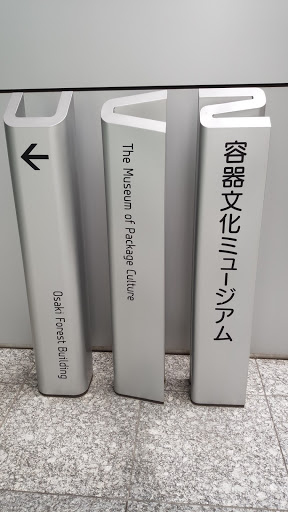 ←
Osaki Forest Building
The Museum of Package Culture
容器文化ミュージアム